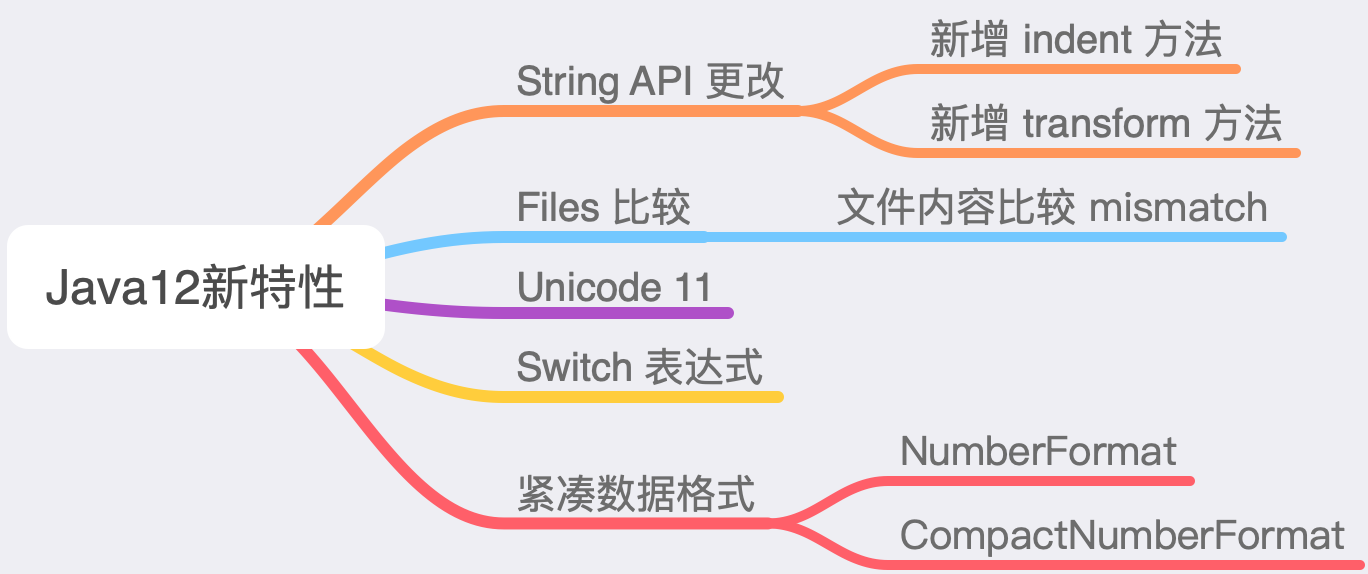 Java12新特性
String API 更改
新增 indent 方法
新增 transform 方法
Files 比较
文件内容比较 mismatch
Unicode 11
Switch 表达式
紧凑数据格式
NumberFormat
CompactNumberFormat